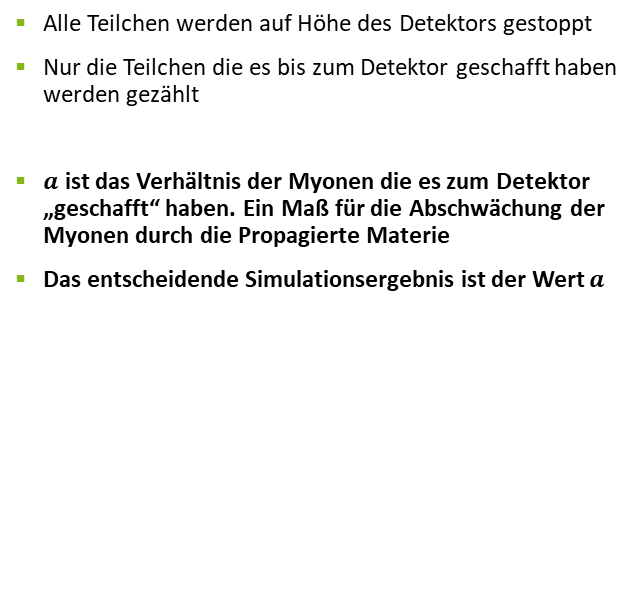 ▪ Alle Teilchen werden auf Höhe des Detektors gestoppt
▪ Nur die Teilchen die es bis zum Detektor geschafft haben
werden gezählt
▪ a ist das Verhältnis der Myonen die es zum Detektor
„geschafft“ haben. Ein Maß für die Abschwächung der
Myonen durch die Propagierte Materie
▪ Das entscheidende Simulationsergebnis ist der Wert a